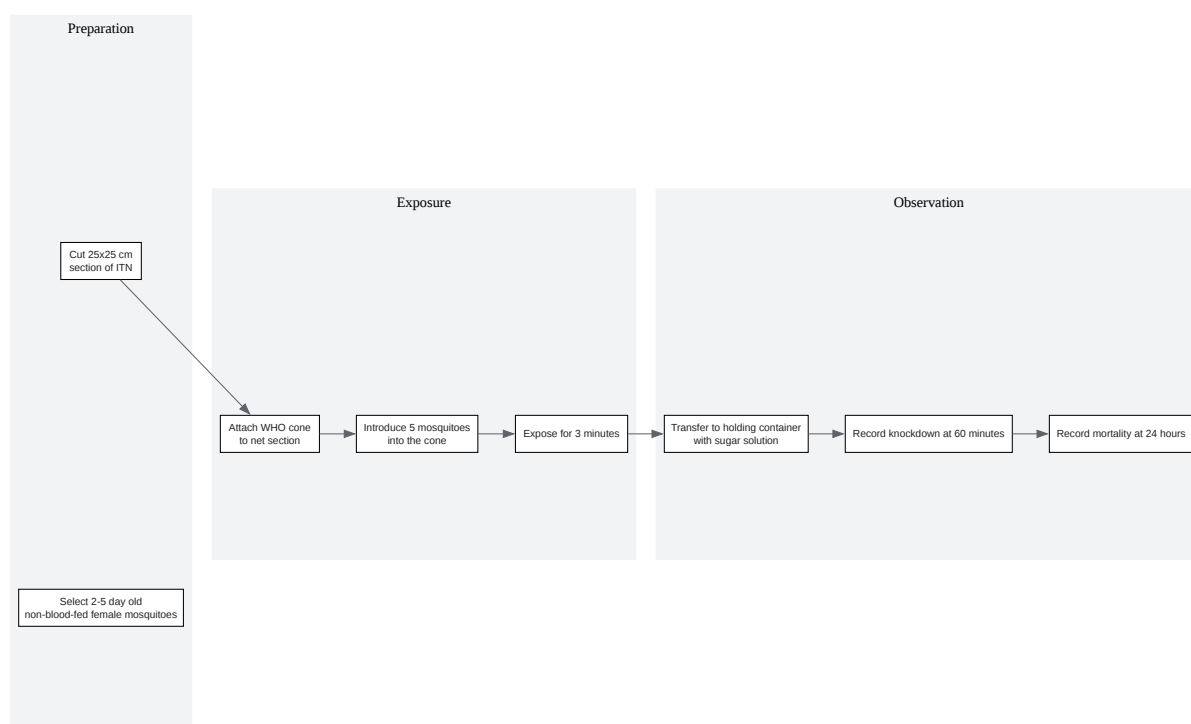 Preparation
Cut 25x25 cm
section of ITN
Select 2-5 day old
non-blood-fed female mosquitoes
Exposure
Attach WHO cone
to net section
Introduce 5 mosquitoes
into the cone
Expose for 3 minutes
Observation
Transfer to holding container
with sugar solution
Record knockdown at 60 minutes
Record mortality at 24 hours